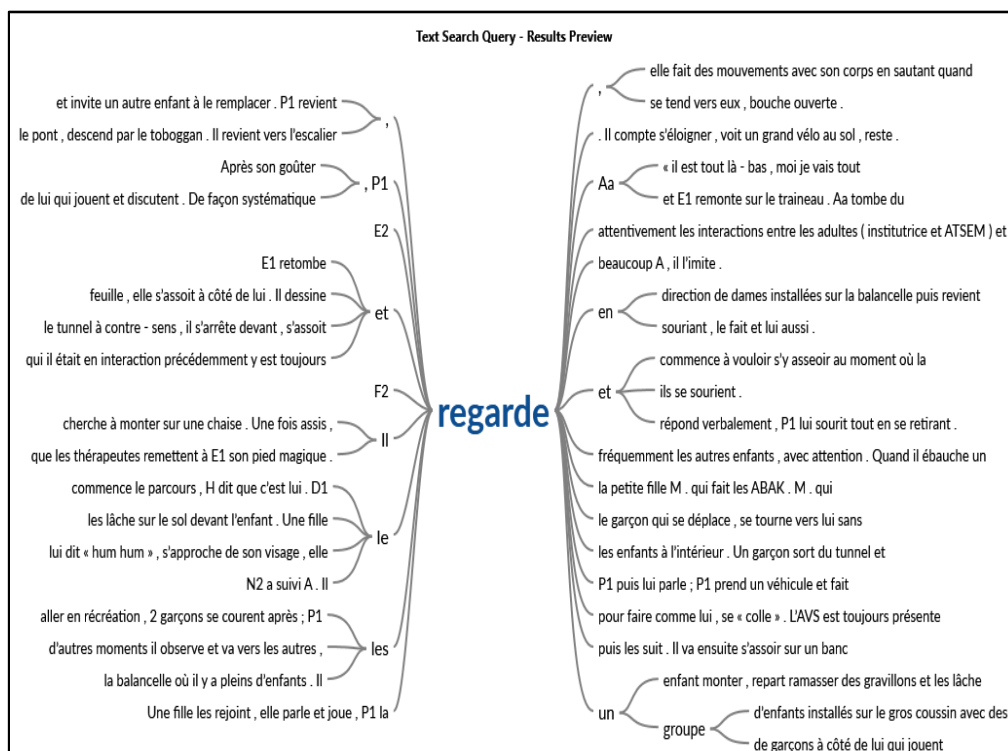 Text Search Query - Results Preview
et invite un autre enfant à le remplacer . P1 revient
le pont , descend par le toboggan . Il revient vers l'escalier
,
Après son goûter
de lui qui jouent et discutent . De façon systématique
, P1
E2
E1 retombe
feuille , elle s'assoit à côté de lui . Il dessine
le tunnel à contre - sens , il s'arrête devant , s'assoit
qui il était en interaction précédemment y est toujours
et
F2
cherche à monter sur une chaise . Une fois assis ,
que les thérapeutes remettent à E1 son pied magique .
Il
commence le parcours , H dit que c'est lui . D1
les lâche sur le sol devant l'enfant . Une fille
lui dit « hum hum » , s'approche de son visage , elle
N2 a suivi A . Il
le
aller en récréation , 2 garçons se courent après ; P1
d'autres moments il observe et va vers les autres ,
la balancelle où il y a pleins d'enfants . Il
les
Une fille les rejoint , elle parle et joue , P1 la
regarde
,
elle fait des mouvements avec son corps en sautant quand
se tend vers eux , bouche ouverte .
. Il compte s'éloigner , voit un grand vélo au sol , reste .
Aa
« il est tout là - bas , moi je vais tout
et E1 remonte sur le traineau . Aa tombe du
attentivement les interactions entre les adultes ( institutrice et ATSEM ) et
beaucoup A , il l'imite .
en
direction de dames installées sur la balancelle puis revient
souriant , le fait et lui aussi .
et
commence à vouloir s'y asseoir au moment où la
ils se sourient .
répond verbalement , P1 lui sourit tout en se retirant .
fréquemment les autres enfants , avec attention . Quand il ébauche un
la petite fille M . qui fait les ABAK . M . qui
le garçon qui se déplace , se tourne vers lui sans
les enfants à l'intérieur . Un garçon sort du tunnel et
P1 puis lui parle ; P1 prend un véhicule et fait
pour faire comme lui , se « colle » . L'AVS est toujours présente
puis les suit . Il va ensuite s'assoir sur un banc
un
enfant monter , repart ramasser des gravillons et les lâche
groupe
d'enfants installés sur le gros coussin avec des
de garçons à côté de lui qui jouent